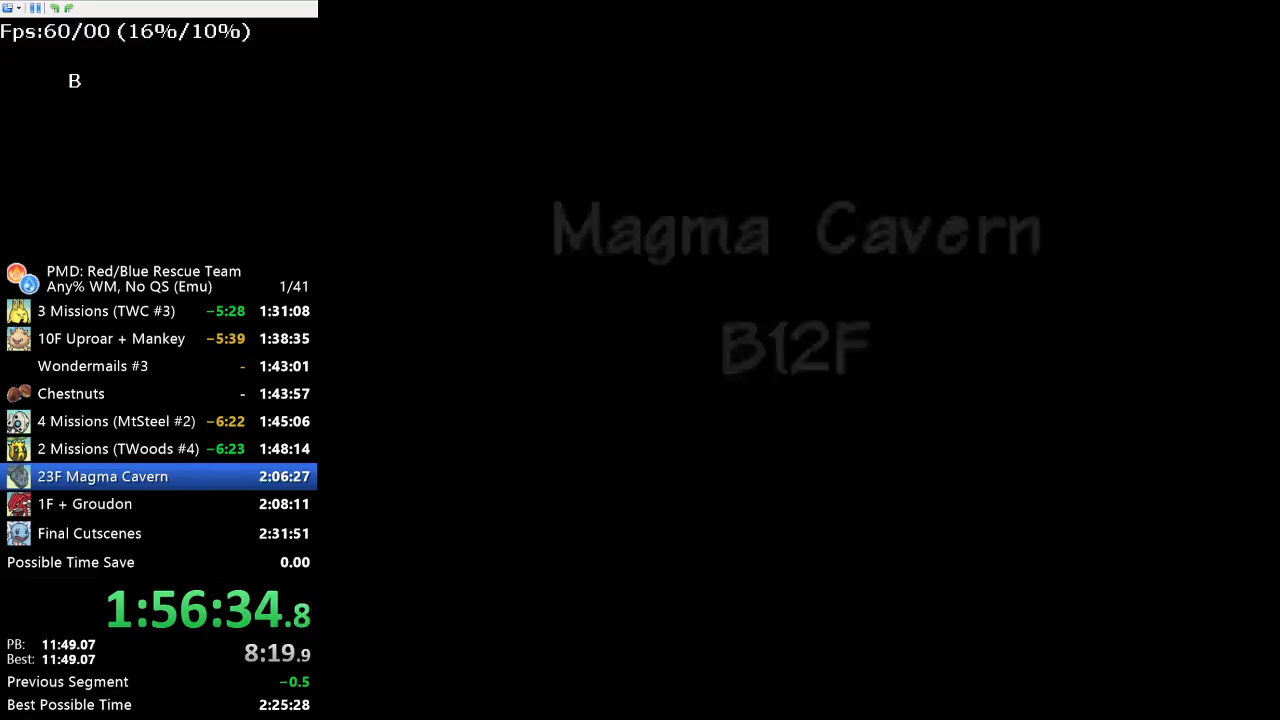 Fps:60/00 (16%/10%)
B
Magma Cavern
B12F
PMD: Red/Blue Rescue Team
Any% WM, No QS (Emu) 1/41
3 Missions (TWC #3) −5:28 1:31:08
10F Uproar + Mankey −5:39 1:38:35
Wondermails #3 - 1:43:01
Chestnuts - 1:43:57
4 Missions (MtSteel #2) −6:22 1:45:06
2 Missions (TWoods #4) −6:23 1:48:14
23F Magma Cavern 2:06:27
1F + Groudon 2:08:11
Final Cutscenes 2:31:51
Possible Time Save 0.00
1:56:34.8
PB: 11:49.07
Best: 11:49.07
8:19.9
Previous Segment −0.5
Best Possible Time 2:25:28